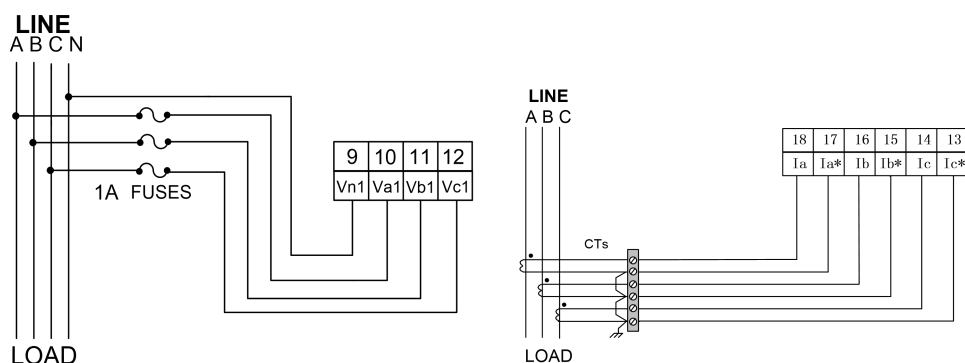 LINE
A B C N
9 10 11 12
Vn1 Va1 Vb1 Vc1
1A FUSES
LOAD
LINE
A B C
18 17 16 15 14 13
Ia Ia* Ib Ib* Ic Ic*
CTs
LOAD